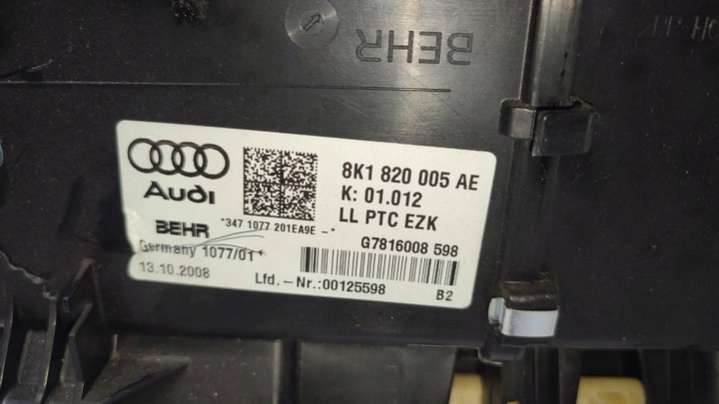 BEHR
Audi
8K1 820 005 AE
K: 01.012
LL PTC EZK
BEHR
"347 1077 201EA9E -"
G7816008 598
Germany 1077/01
13.10.2008
Lfd.-Nr.:00125598
B2